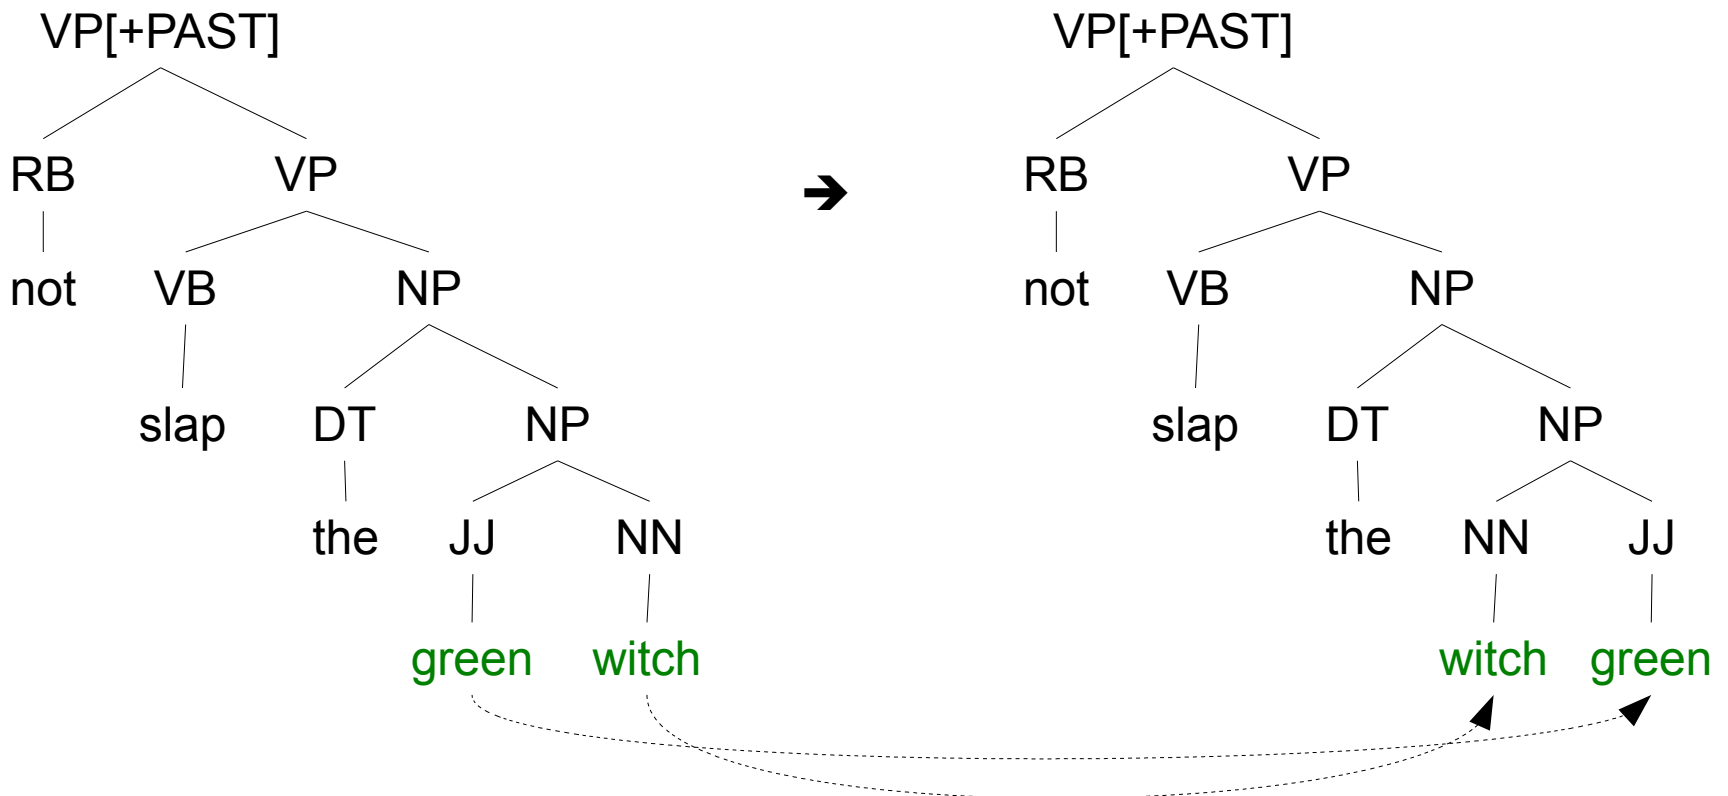 VP[+PAST] VP[+PAST]
RB VP ➔ RB VP
not VB NP not VB NP
slap DT NP slap DT NP
the JJ NN the NN JJ
green witch witch green